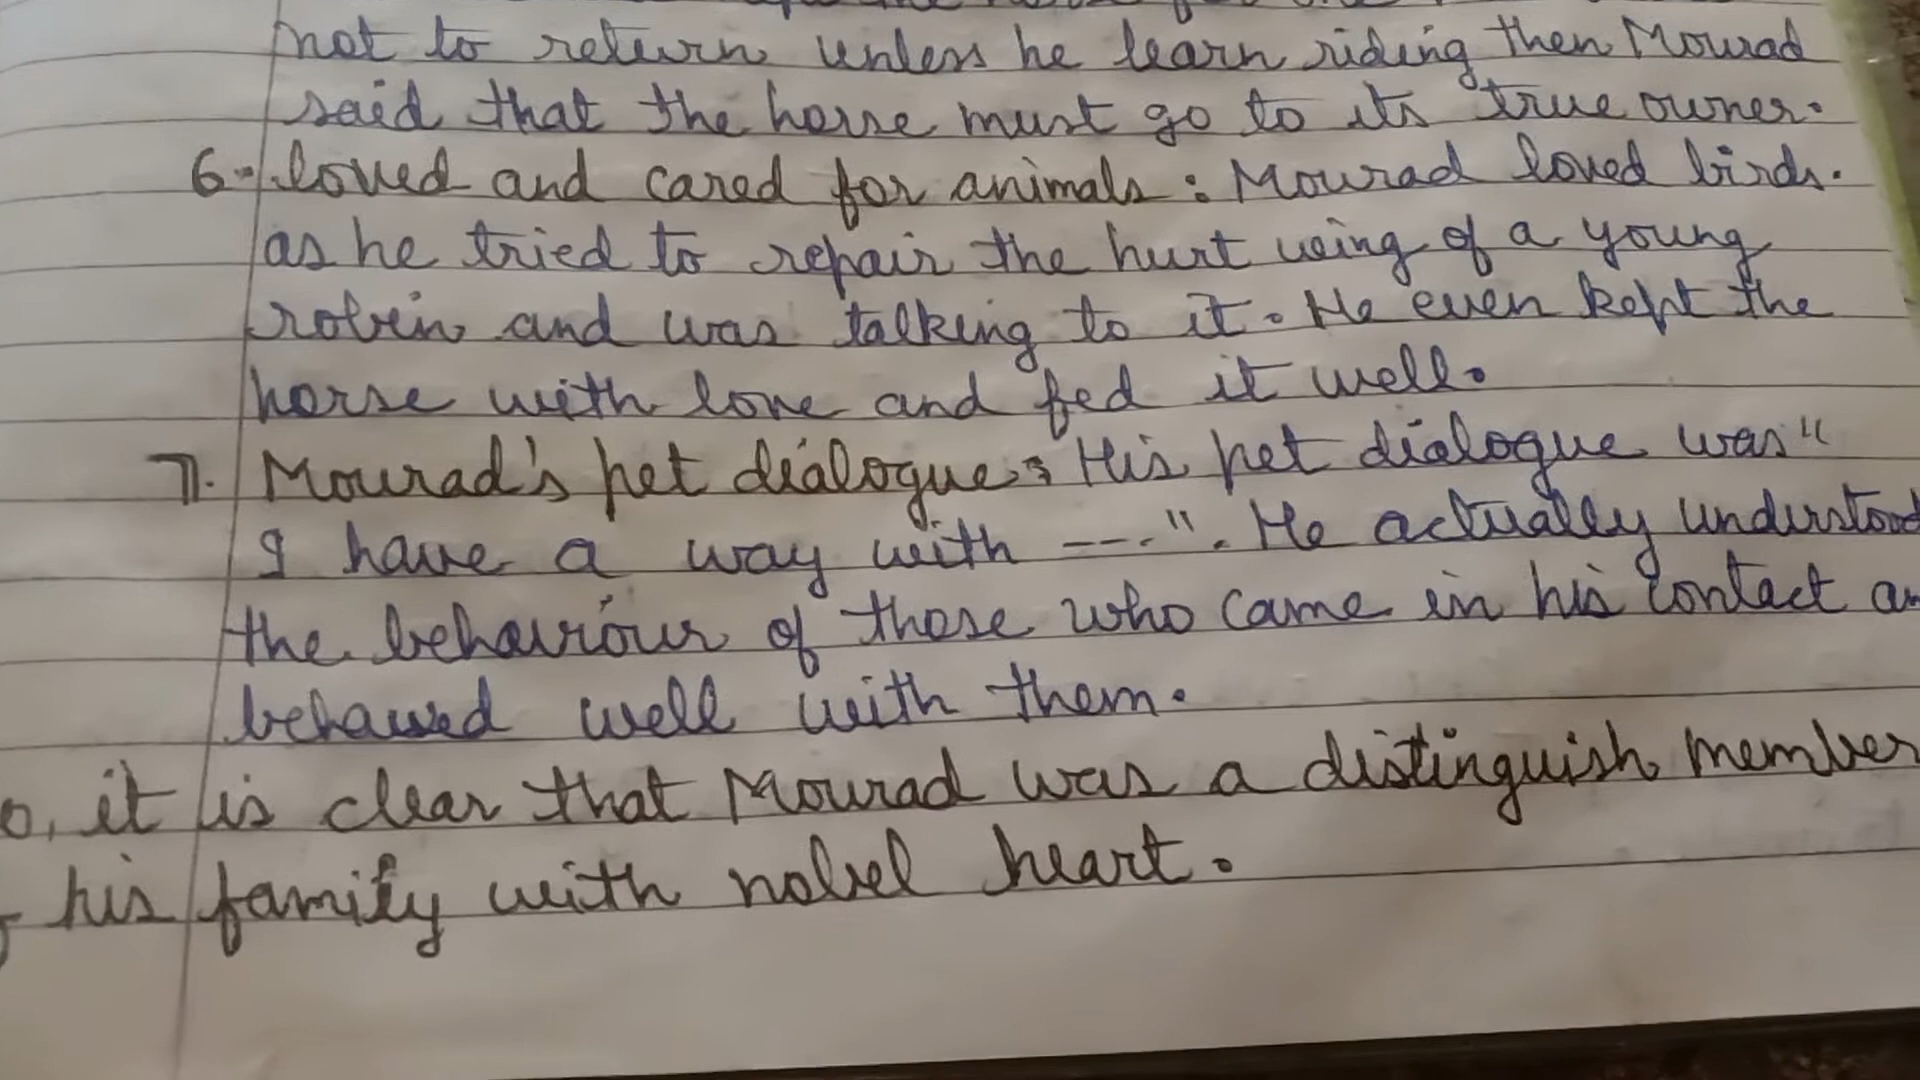 not to return unless he learn riding then Mourad
said that the horse must go to its true owner.
6- loved and cared for animals : Mourad loved birds.
as he tried to repair the hurt wing of a young
robin and was talking to it. He even kept the
horse with love and fed it well.
7. Mourad's pet dialogue : His pet dialogue was "
I have a way with ---.". He actually understood
the behaviour of those who came in his contact an
behaved well with them.
o, it is clear that Mourad was a distinguish member
his family with nobel heart.